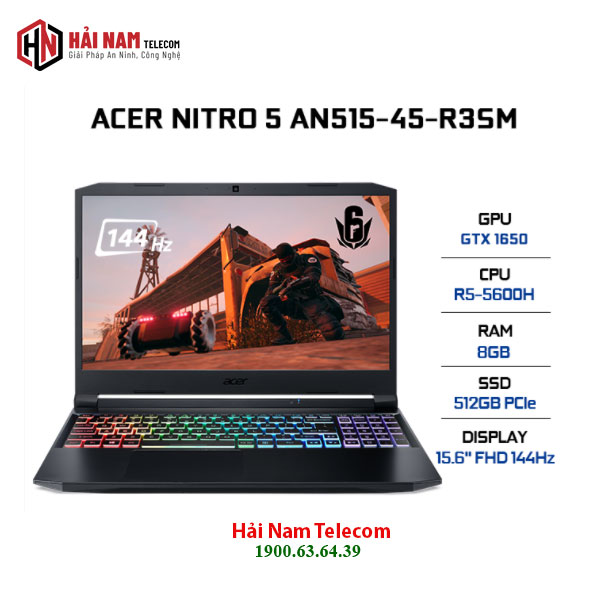 HN HẢI NAM TELECOM
Giải Pháp An Ninh, Công Nghệ
ACER NITRO 5 AN515-45-R3SM
144Hz
6
acer
GPU
GTX 1650
CPU
R5-5600H
RAM
8GB
SSD
512GB PCIe
DISPLAY
15.6" FHD 144Hz
Hải Nam Telecom
1900.63.64.39